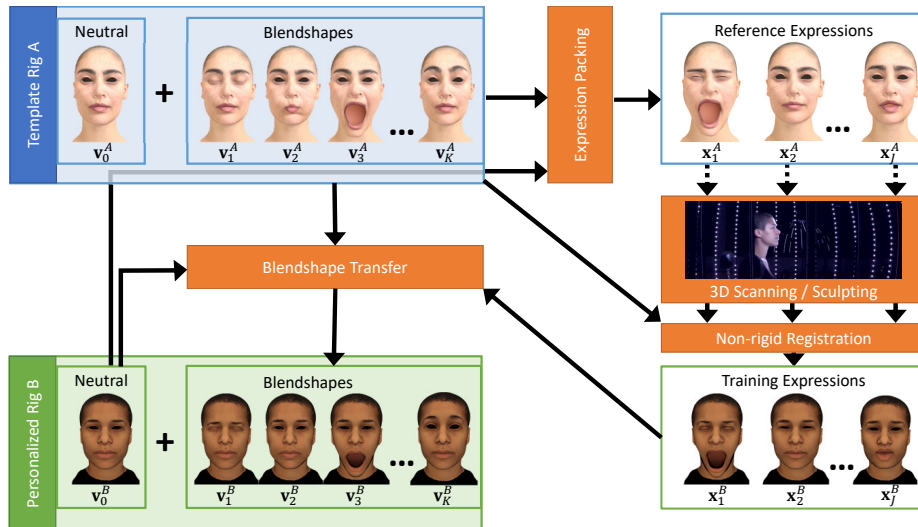 Template Rig A
Neutral
+
Blendshapes
...
v_0^A
v_1^A
v_2^A
v_3^A
v_K^A
Expression Packing
Reference Expressions
...
x_1^A
x_2^A
x_J^A
3D Scanning / Sculpting
Non-rigid Registration
Blendshape Transfer
Personalized Rig B
Neutral
+
Blendshapes
...
v_0^B
v_1^B
v_2^B
v_3^B
v_K^B
Training Expressions
...
x_1^B
x_2^B
x_J^B